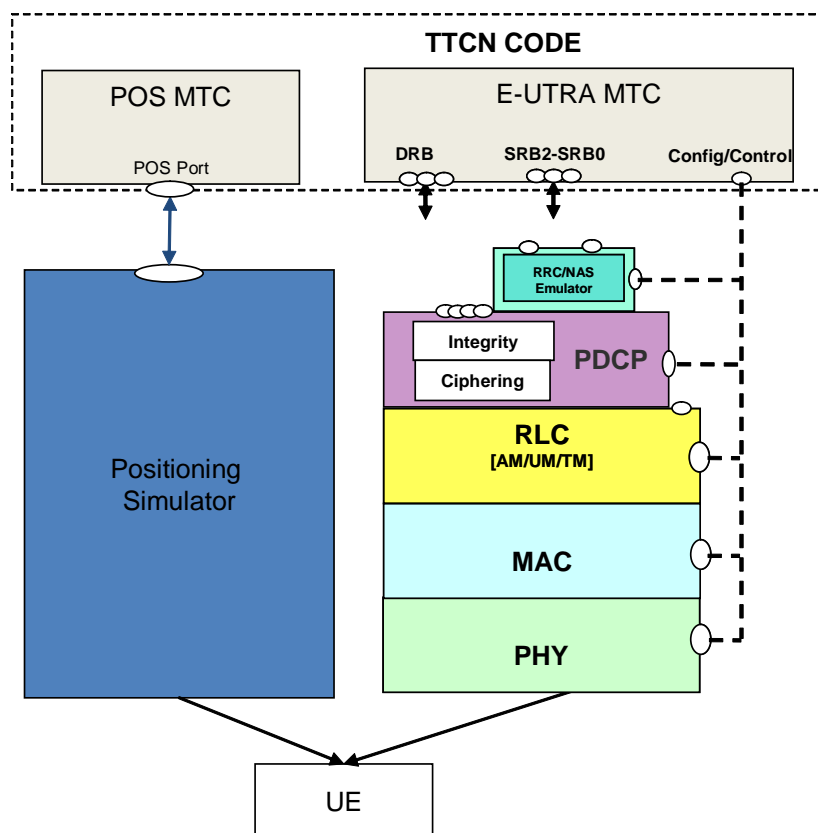 TTCN CODE
POS MTC
E-UTRA MTC
POS Port
DRB
SRB2-SRB0
Config/Control
RRC/NAS
Emulator
Integrity
Ciphering
PDCP
RLC
[AM/UM/TM]
Positioning
Simulator
MAC
PHY
UE